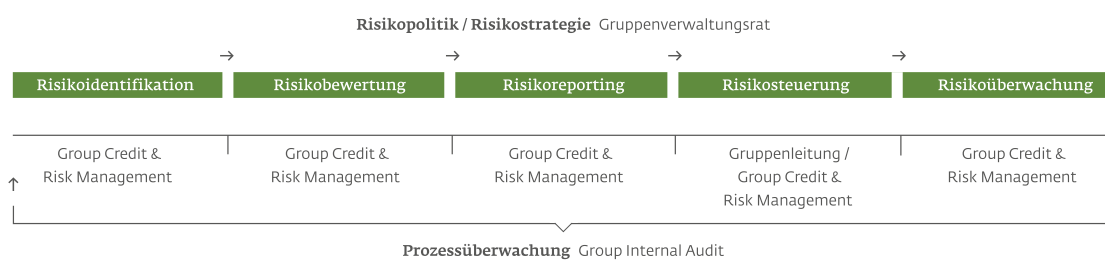 Risikopolitik / Risikostrategie Gruppenverwaltungsrat
Risikoidentifikation
Risikobewertung
Risikoreporting
Risikosteuerung
Risikoüberwachung
Group Credit &
Risk Management
Group Credit &
Risk Management
Group Credit &
Risk Management
Gruppenleitung /
Group Credit &
Risk Management
Group Credit &
Risk Management
Prozessüberwachung Group Internal Audit